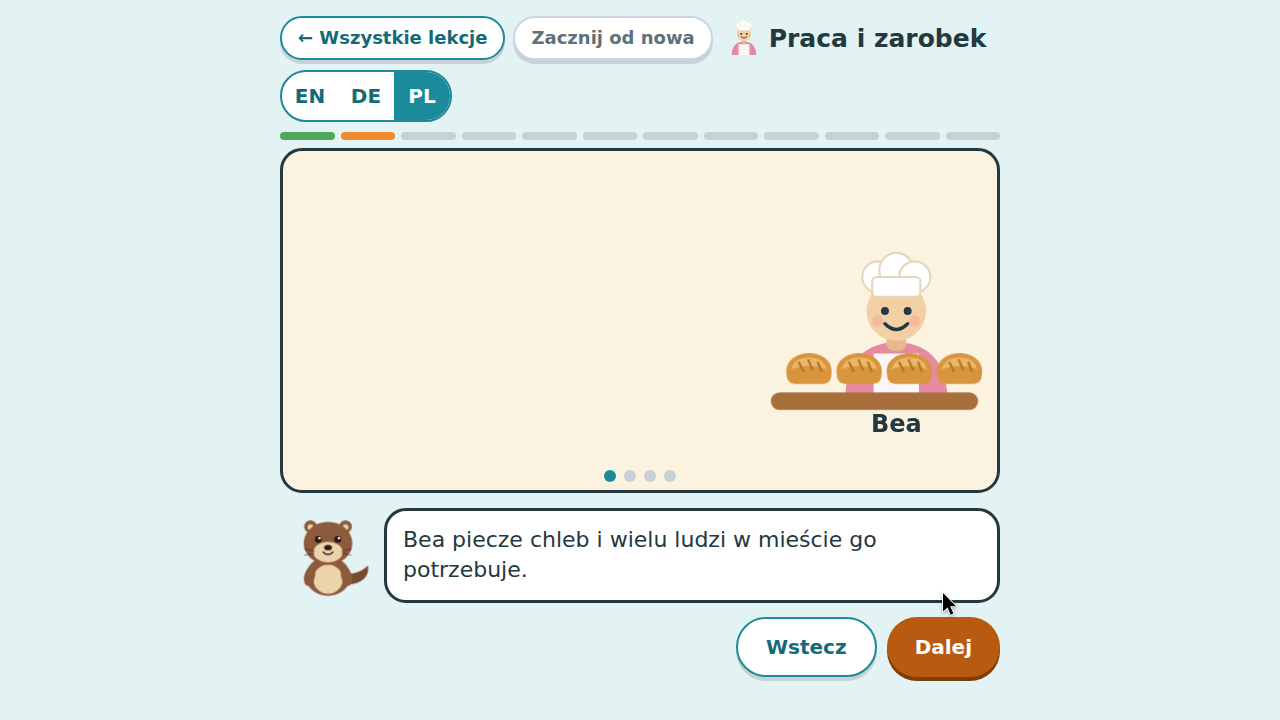 ← Wszystkie lekcje
Zacznij od nowa
Praca i zarobek
EN DE PL
Bea
Bea piecze chleb i wielu ludzi w mieście go
potrzebuje.
Wstecz
Dalej